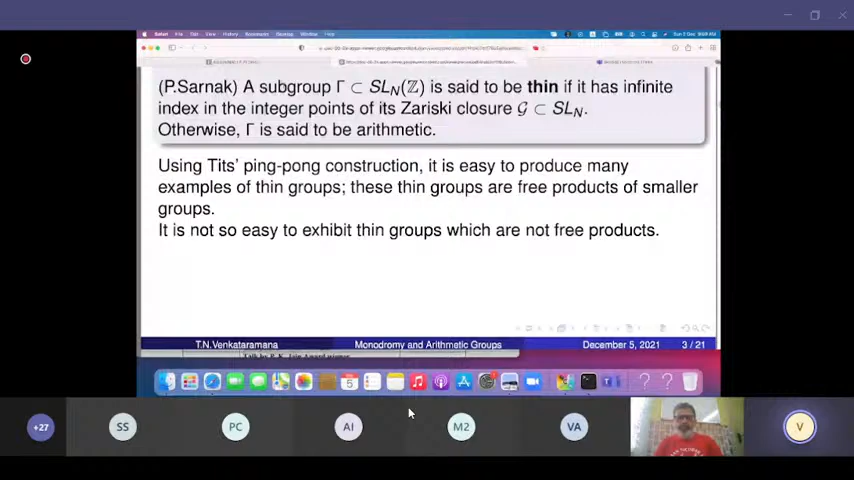 (P.Sarnak) A subgroup Γ ⊂ SL_N(ℤ) is said to be thin if it has infinite
index in the integer points of its Zariski closure 𝒢 ⊂ SL_N.
Otherwise, Γ is said to be arithmetic.
Using Tits' ping-pong construction, it is easy to produce many
examples of thin groups; these thin groups are free products of smaller
groups.
It is not so easy to exhibit thin groups which are not free products.
T.N.Venkataramana Monodromy and Arithmetic Groups December 5, 2021 3 / 21
+27 SS PC AI M2 VA V